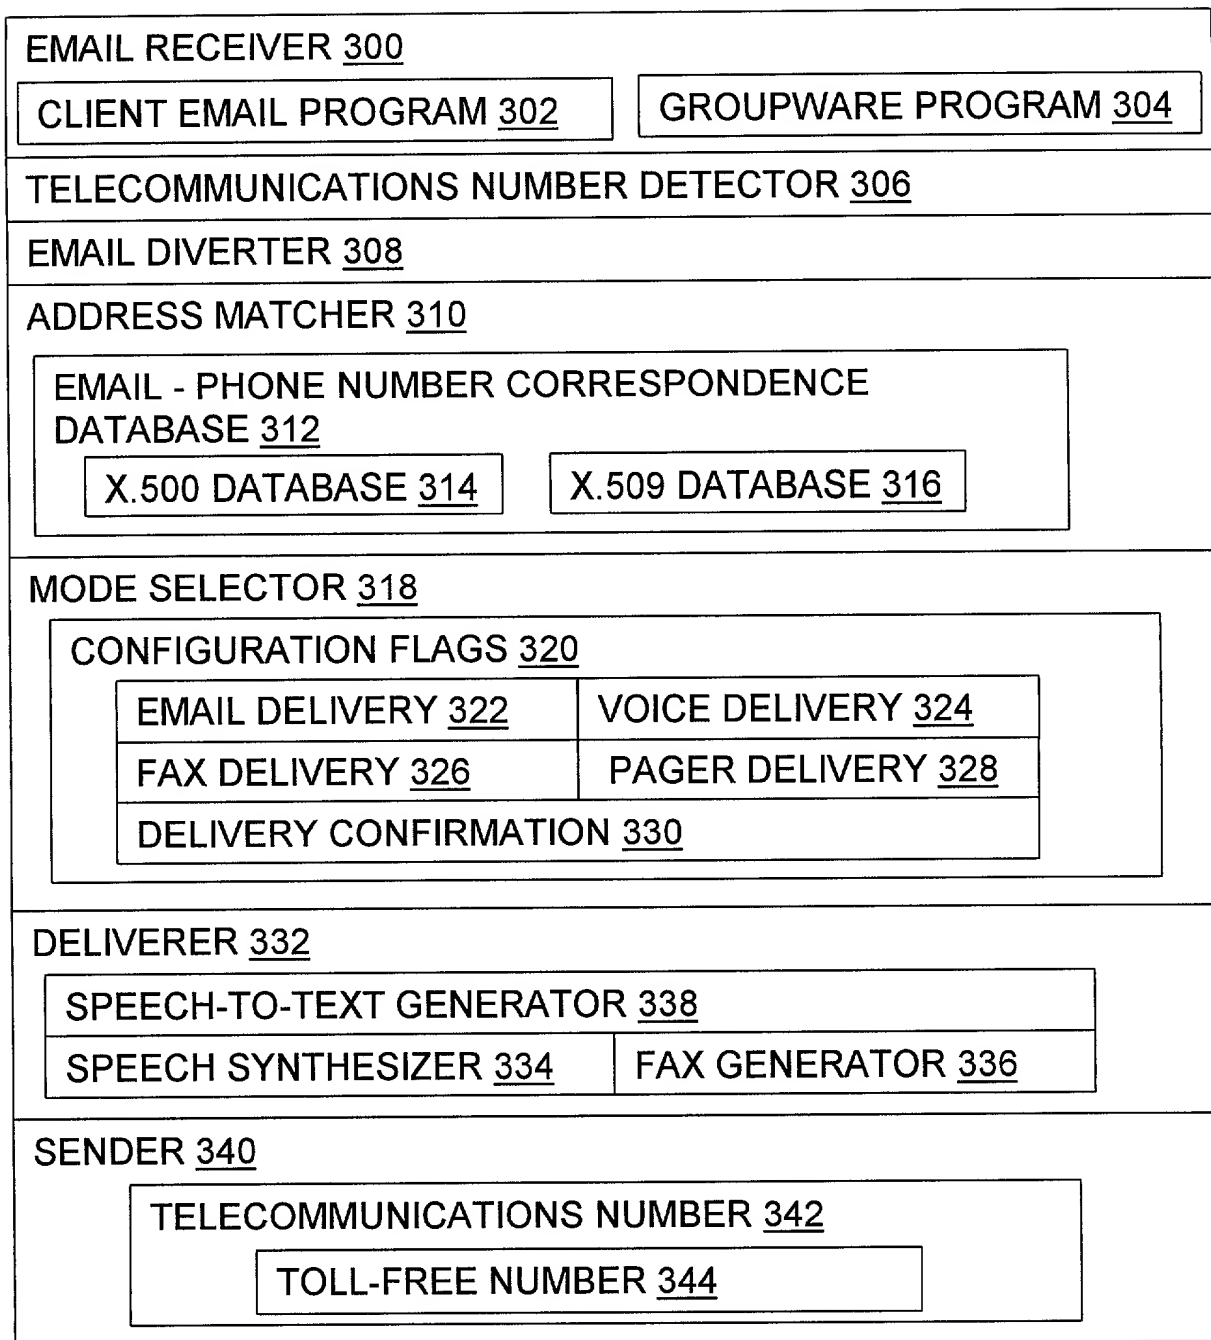 EMAIL RECEIVER 300
CLIENT EMAIL PROGRAM 302
GROUPWARE PROGRAM 304
TELECOMMUNICATIONS NUMBER DETECTOR 306
EMAIL DIVERTER 308
ADDRESS MATCHER 310
EMAIL - PHONE NUMBER CORRESPONDENCE
DATABASE 312
X.500 DATABASE 314
X.509 DATABASE 316
MODE SELECTOR 318
CONFIGURATION FLAGS 320
EMAIL DELIVERY 322
VOICE DELIVERY 324
FAX DELIVERY 326
PAGER DELIVERY 328
DELIVERY CONFIRMATION 330
DELIVERER 332
SPEECH-TO-TEXT GENERATOR 338
SPEECH SYNTHESIZER 334
FAX GENERATOR 336
SENDER 340
TELECOMMUNICATIONS NUMBER 342
TOLL-FREE NUMBER 344